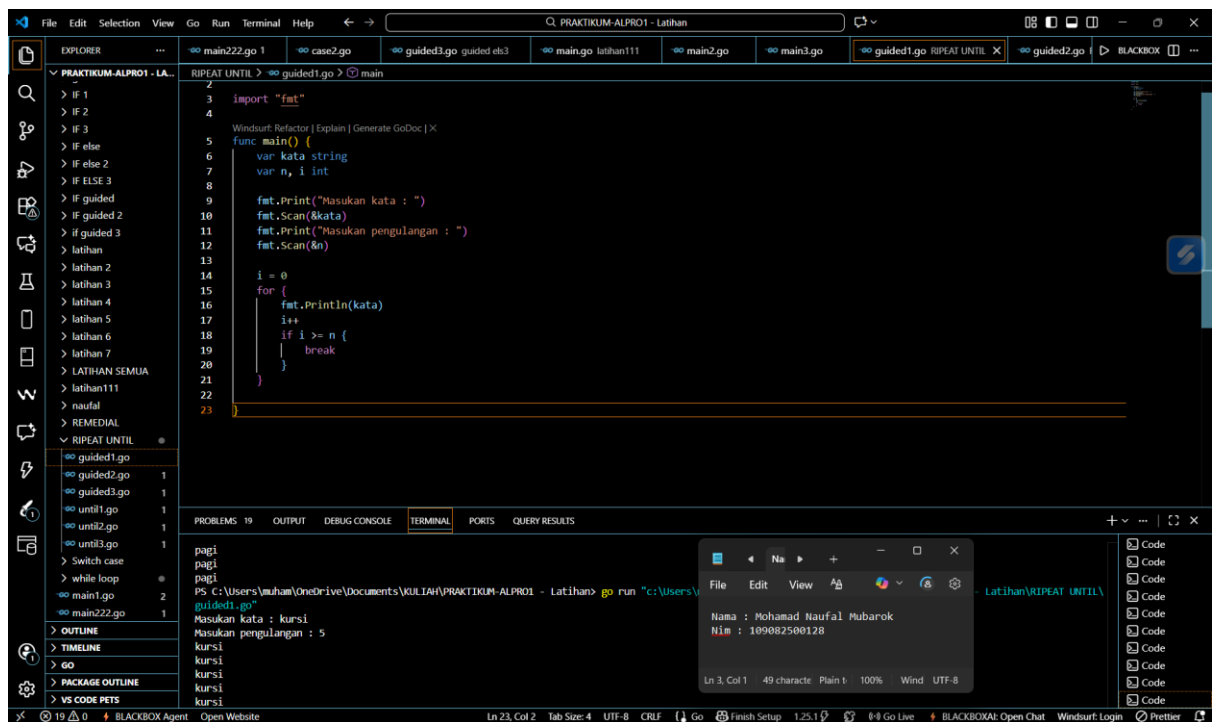 File Edit Selection View Go Run Terminal Help
PRAKTIKUM-ALPRO1 - Latihan
EXPLORER
main222.go 1
case2.go
guided3.go guided els3
main.go latihan111
main2.go
main3.go
guided1.go RIPEAT UNTIL
guided2.go
BLACKBOX
PRAKTIKUM-ALPRO1 - LA...
IF 1
IF 2
IF 3
IF else
IF else 2
IF ELSE 3
IF guided
IF guided 2
if guided 3
latihan
latihan 2
latihan 3
latihan 4
latihan 5
latihan 6
latihan 7
LATIHAN SEMUA
latihan111
naufal
REMEDIAL
RIPEAT UNTIL
guided1.go
guided2.go 1
guided3.go 1
until1.go 1
until2.go 1
until3.go 1
Switch case
while loop
main1.go 2
main222.go 1
OUTLINE
TIMELINE
GO
PACKAGE OUTLINE
VS CODE PETS
RIPEAT UNTIL > guided1.go > main
2
3 import "fmt"
4
Windsurf: Refactor | Explain | Generate GoDoc | X
5 func main() {
6 var kata string
7 var n, i int
8
9 fmt.Print("Masukan kata : ")
10 fmt.Scan(&kata)
11 fmt.Print("Masukan pengulangan : ")
12 fmt.Scan(&n)
13
14 i = 0
15 for {
16 fmt.Println(kata)
17 i++
18 if i >= n {
19 break
20 }
21 }
22
23 }
PROBLEMS 19 OUTPUT DEBUG CONSOLE TERMINAL PORTS QUERY RESULTS
pagi
pagi
pagi
PS C:\Users\muham\OneDrive\Documents\KULIAH\PRAKTIKUM-ALPRO1 - Latihan> go run "c:\Users\
- Latihan\RIPEAT UNTIL\
guided1.go"
Masukan kata : kursi
Masukan pengulangan : 5
kursi
kursi
kursi
kursi
kursi
Na
File Edit View
Nama : Mohamad Naufal Mubarok
Nim : 109082500128
Ln 3, Col 1 49 characte Plain t 100% Wind UTF-8
Code
Code
Code
Code
Code
Code
Code
Code
Code
Code
19 0 BLACKBOX Agent Open Website Ln 23, Col 2 Tab Size: 4 UTF-8 CRLF Go Finish Setup 1.25.1 Go Live BLACKBOXAI: Open Chat Windsurf: Login Prettier